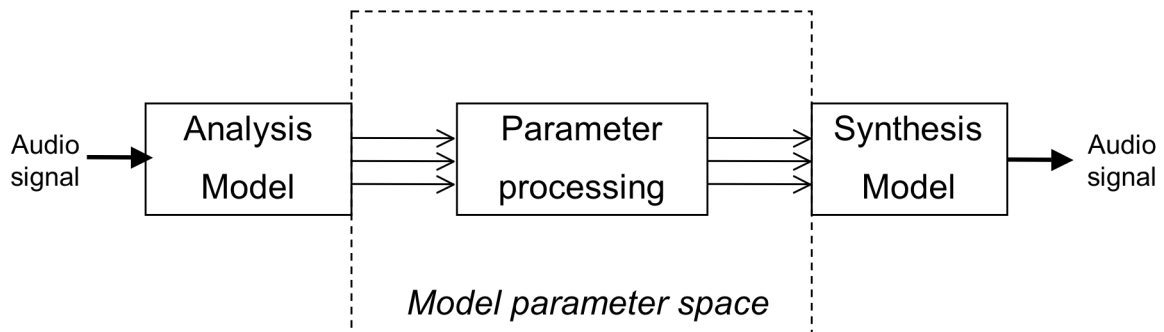 Audio
signal
Analysis
Model
Parameter
processing
Synthesis
Model
Audio
signal
Model parameter space